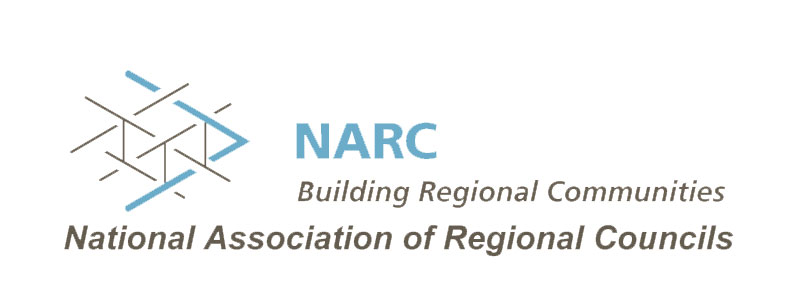 NARC
Building Regional Communities
National Association of Regional Councils